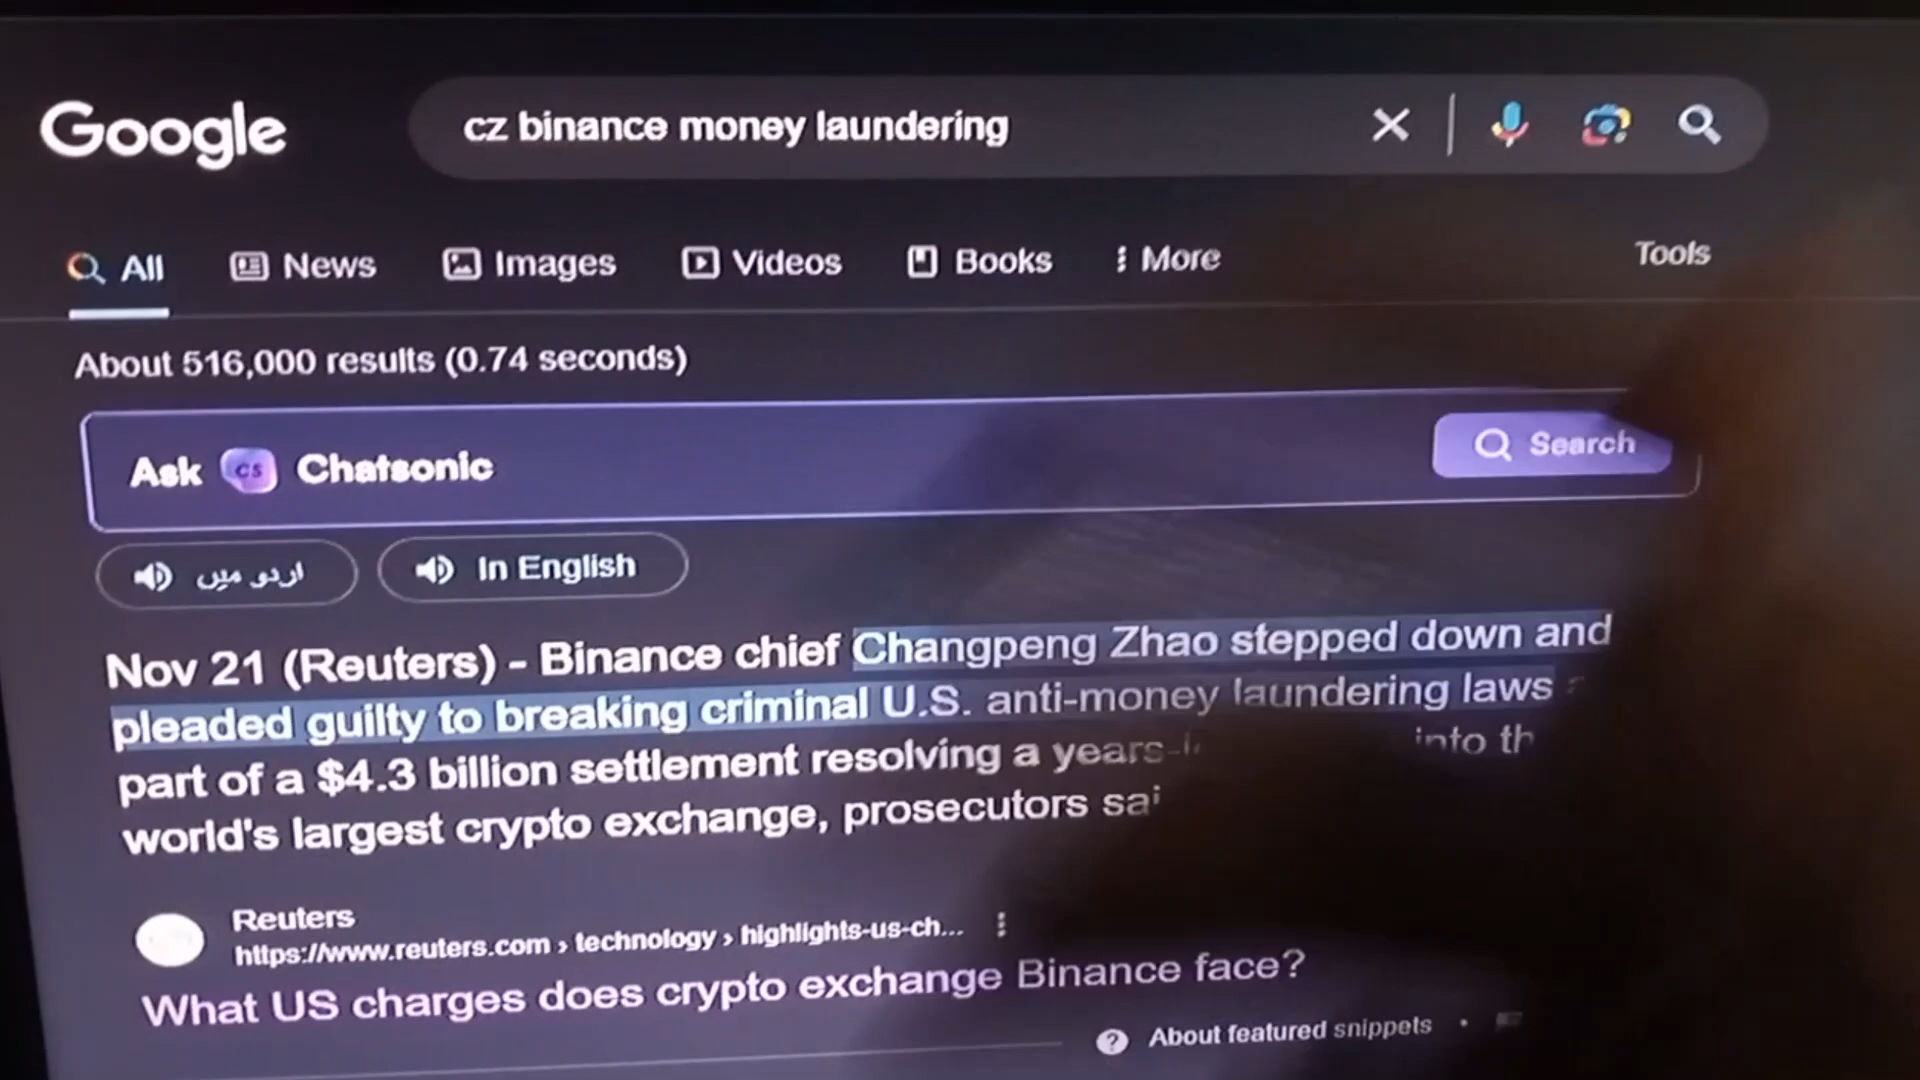 Google
cz binance money laundering
All News Images Videos Books More Tools
About 516,000 results (0.74 seconds)
Ask CS Chatsonic Search
اردو میں In English
Nov 21 (Reuters) - Binance chief Changpeng Zhao stepped down and
pleaded guilty to breaking criminal U.S. anti-money laundering laws
part of a $4.3 billion settlement resolving a years- into
world's largest crypto exchange, prosecutors
Reuters
https://www.reuters.com › technology › highlights-us-ch...
What US charges does crypto exchange Binance face?
About featured snippets